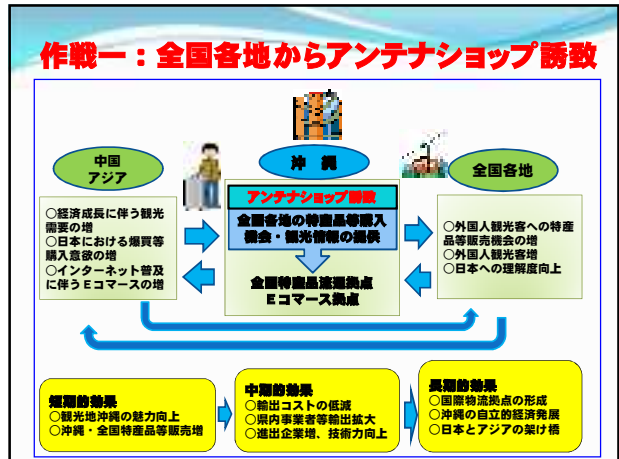 作戦一：全国各地からアンテナショップ誘致
中国
アジア
沖　縄
全国各地
○経済成長に伴う観光
需要の増
○日本における爆買等
購入意欲の増
○インターネット普及
に伴うＥコマースの増
アンテナショップ誘致
全国各地の特産品等購入
機会・観光情報の提供
全国特産品流通拠点
Ｅコマース拠点
○外国人観光客への特産
品等販売機会の増
○外国人観光客増
○日本への理解度向上
短期的効果
○観光地沖縄の魅力向上
○沖縄・全国特産品等販売増
中期的効果
○輸出コストの低減
○県内事業者等輸出拡大
○進出企業増、技術力向上
長期的効果
○国際物流拠点の形成
○沖縄の自立的経済発展
○日本とアジアの架け橋